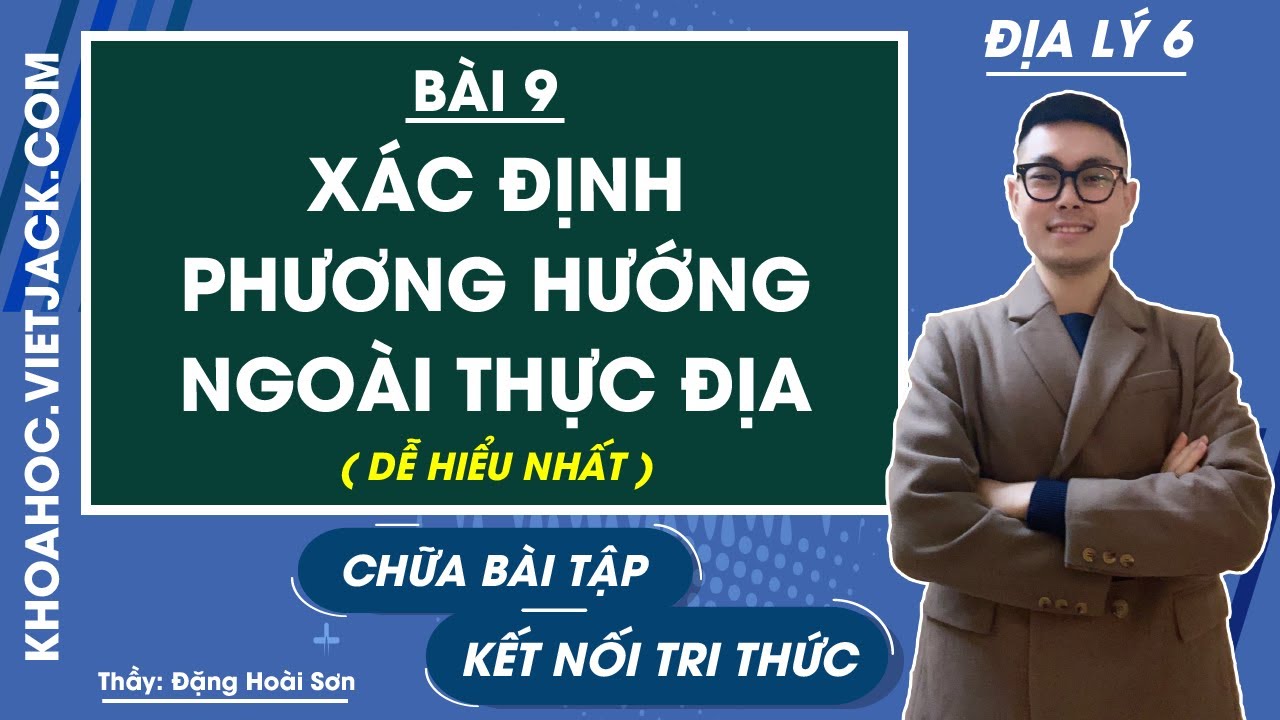 KHOAHOC.VIETJACK.COM
ĐỊA LÝ 6
BÀI 9
XÁC ĐỊNH
PHƯƠNG HƯỚNG
NGOÀI THỰC ĐỊA
( DỄ HIỂU NHẤT )
CHỮA BÀI TẬP
KẾT NỐI TRI THỨC
Thầy: Đặng Hoài Sơn